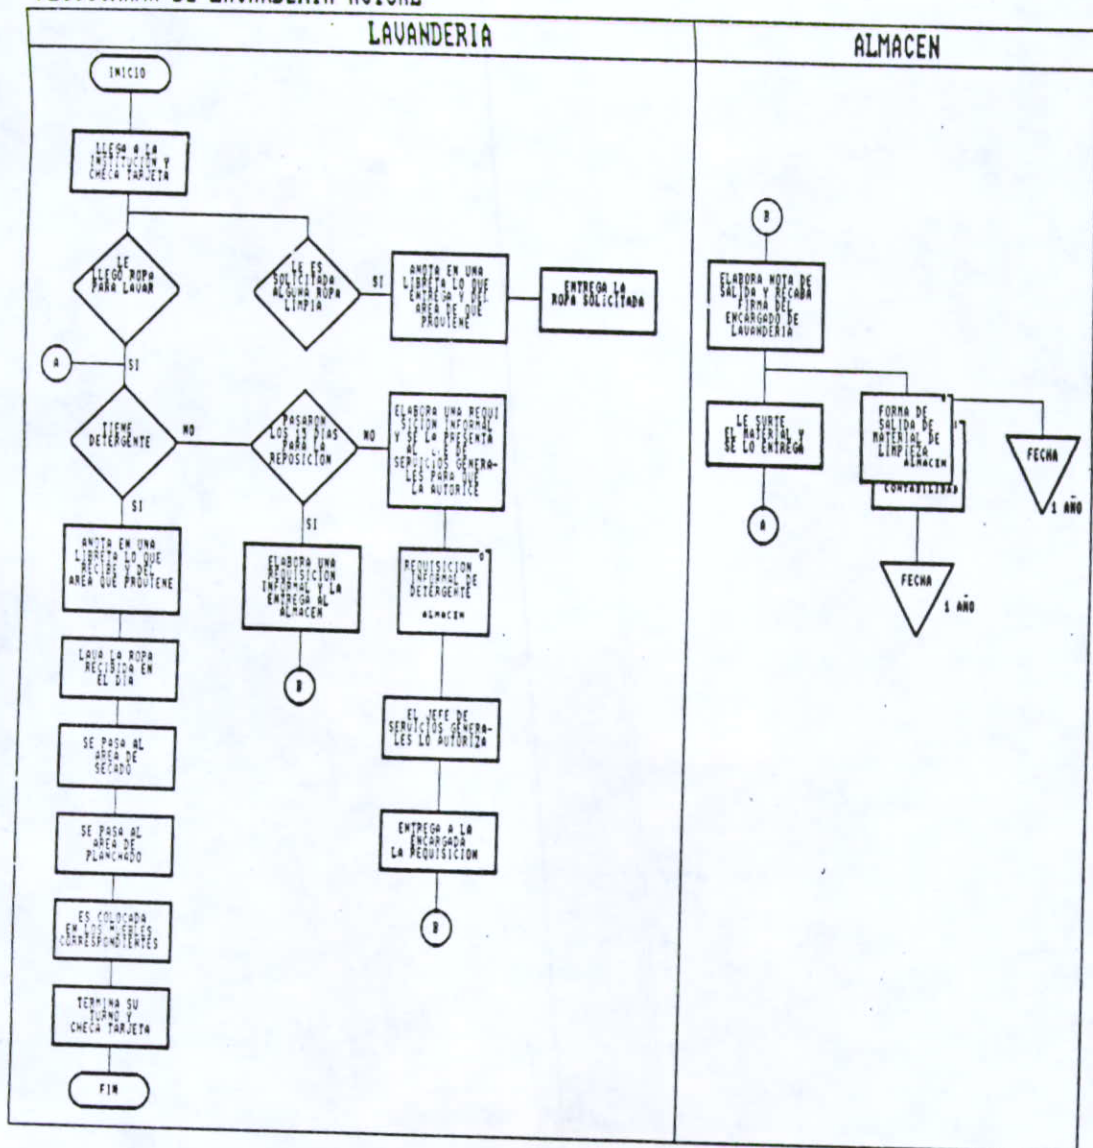 DE LAVANDERIA ACTUAL
LAVANDERIA
ALMACEN
INICIO
LLEGA A LA
INSTITUCION Y
CHECA TARJETA
LE
LLEGÓ ROPA
PARA LAVAR
LE ES
SOLICITADA
ALGUNA ROPA
LIMPIA
SI
ANOTA EN UNA
LIBRETA LO QUE
ENTREGA Y DEL
AREA DE QUE
PROVIENE
ENTREGA LA
ROPA SOLICITADA
A
SI
TIENE
DETERGENTE
NO
PASARON
LOS 15 DIAS
PARA LA
REPOSICION
NO
ELABORA UNA REQUI
SICION INFORMAL
Y SE LA PRESENTA
AL DE
SERVICIOS GENERA-
LES PARA QUE
LA AUTORICE
SI
SI
ANOTA EN UNA
LIBRETA LO QUE
RECIBE Y DEL
AREA QUE PROVIENE
ELABORA UNA
REQUISICION
INFORMAL Y LA
ENTREGA AL
ALMACEN
B
REQUISICION
INFORMAL DE
DETERGENTE
ALMACEN
LAVA LA ROPA
RECIBIDA EN
EL DIA
EL JEFE DE
SERVICIOS GENERA-
LES LO AUTORIZA
SE PASA AL
AREA DE
SECADO
SE PASA AL
AREA DE
PLANCHADO
ENTREGA A LA
ENCARGADA
LA REQUISICION
B
ES COLOCADA
EN LOS MUEBLES
CORRESPONDIENTES
TERMINA SU
TURNO Y
CHECA TARJETA
FIN
B
ELABORA NOTA DE
SALIDA Y RECABA
FIRMA DEL
ENCARGADO DE
LAVANDERIA
LE SURTE
EL MATERIAL Y
SE LO ENTREGA
A
FORMA DE
SALIDA DE
MATERIAL DE
LIMPIEZA
ALMACEN
CONTABILIDAD
FECHA
1 AÑO
FECHA
1 AÑO